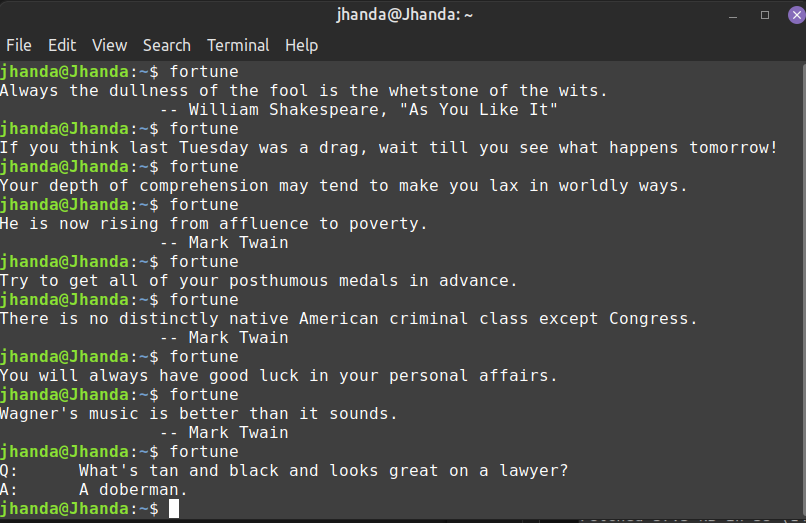 jhanda@Jhanda: ~
File Edit View Search Terminal Help
jhanda@Jhanda:~$ fortune
Always the dullness of the fool is the whetstone of the wits.
-- William Shakespeare, "As You Like It"
jhanda@Jhanda:~$ fortune
If you think last Tuesday was a drag, wait till you see what happens tomorrow!
jhanda@Jhanda:~$ fortune
Your depth of comprehension may tend to make you lax in worldly ways.
jhanda@Jhanda:~$ fortune
He is now rising from affluence to poverty.
-- Mark Twain
jhanda@Jhanda:~$ fortune
Try to get all of your posthumous medals in advance.
jhanda@Jhanda:~$ fortune
There is no distinctly native American criminal class except Congress.
-- Mark Twain
jhanda@Jhanda:~$ fortune
You will always have good luck in your personal affairs.
jhanda@Jhanda:~$ fortune
Wagner's music is better than it sounds.
-- Mark Twain
jhanda@Jhanda:~$ fortune
Q: What's tan and black and looks great on a lawyer?
A: A doberman.
jhanda@Jhanda:~$